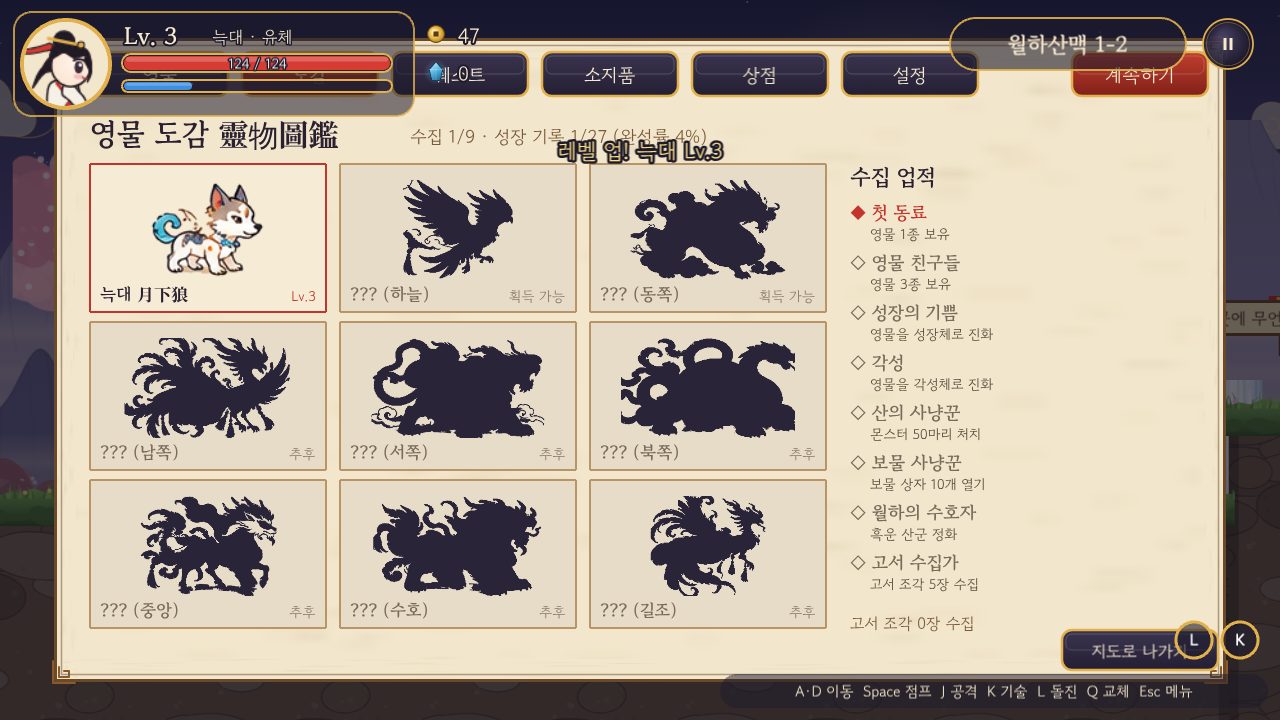 Lv. 3
늑대 · 유체
47
124 / 124
0
월하산맥 1-2
소지품
상점
설정
계속하기
영물 도감 靈物圖鑑
수집 1/9 · 성장 기록 1/27 (완성률 4%)
레벨 업! 늑대 Lv.3
늑대 月下狼
Lv.3
??? (하늘)
획득 가능
??? (동쪽)
획득 가능
??? (남쪽)
추후
??? (서쪽)
추후
??? (북쪽)
추후
??? (중앙)
추후
??? (수호)
추후
??? (길조)
추후
수집 업적
◆ 첫 동료
영물 1종 보유
◇ 영물 친구들
영물 3종 보유
◇ 성장의 기쁨
영물을 성장체로 진화
◇ 각성
영물을 각성체로 진화
◇ 산의 사냥꾼
몬스터 50마리 처치
◇ 보물 사냥꾼
보물 상자 10개 열기
◇ 월하의 수호자
흑운 산군 정화
◇ 고서 수집가
고서 조각 5장 수집
고서 조각 0장 수집
지도로 나가기
L
K
A·D 이동 Space 점프 J 공격 K 기술 L 돌진 Q 교체 Esc 메뉴